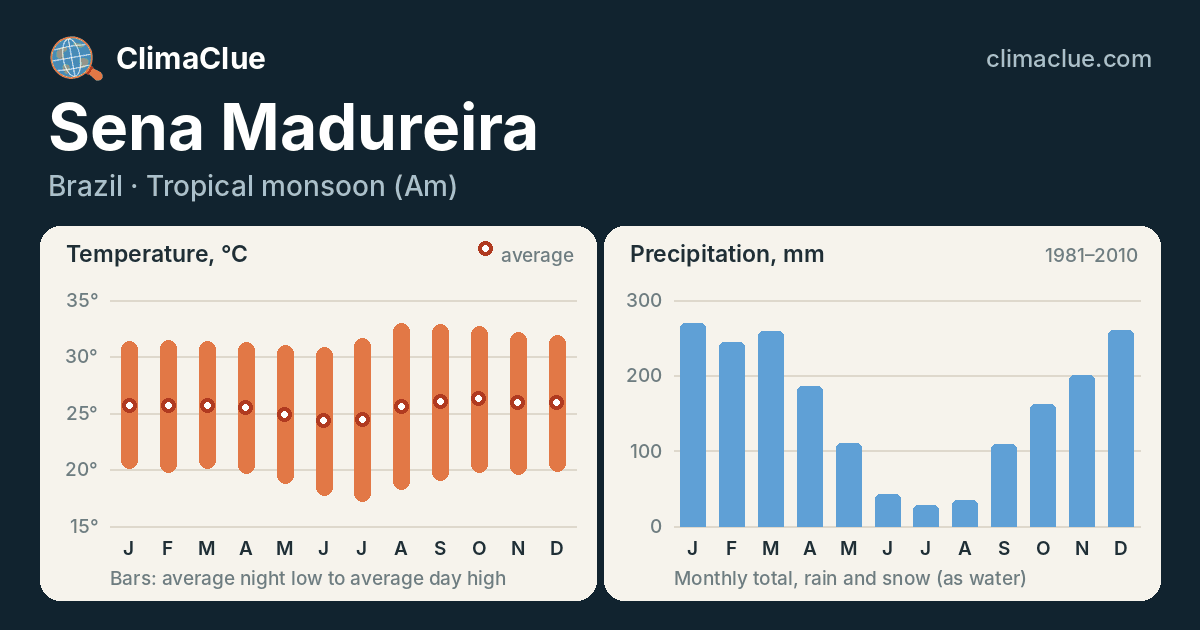 ClimaClue
climaclue.com
Sena Madureira
Brazil · Tropical monsoon (Am)
Temperature, °C
average
35°
30°
25°
20°
15°
J F M A M J J A S O N D
Bars: average night low to average day high
Precipitation, mm
1981–2010
300
200
100
0
J F M A M J J A S O N D
Monthly total, rain and snow (as water)